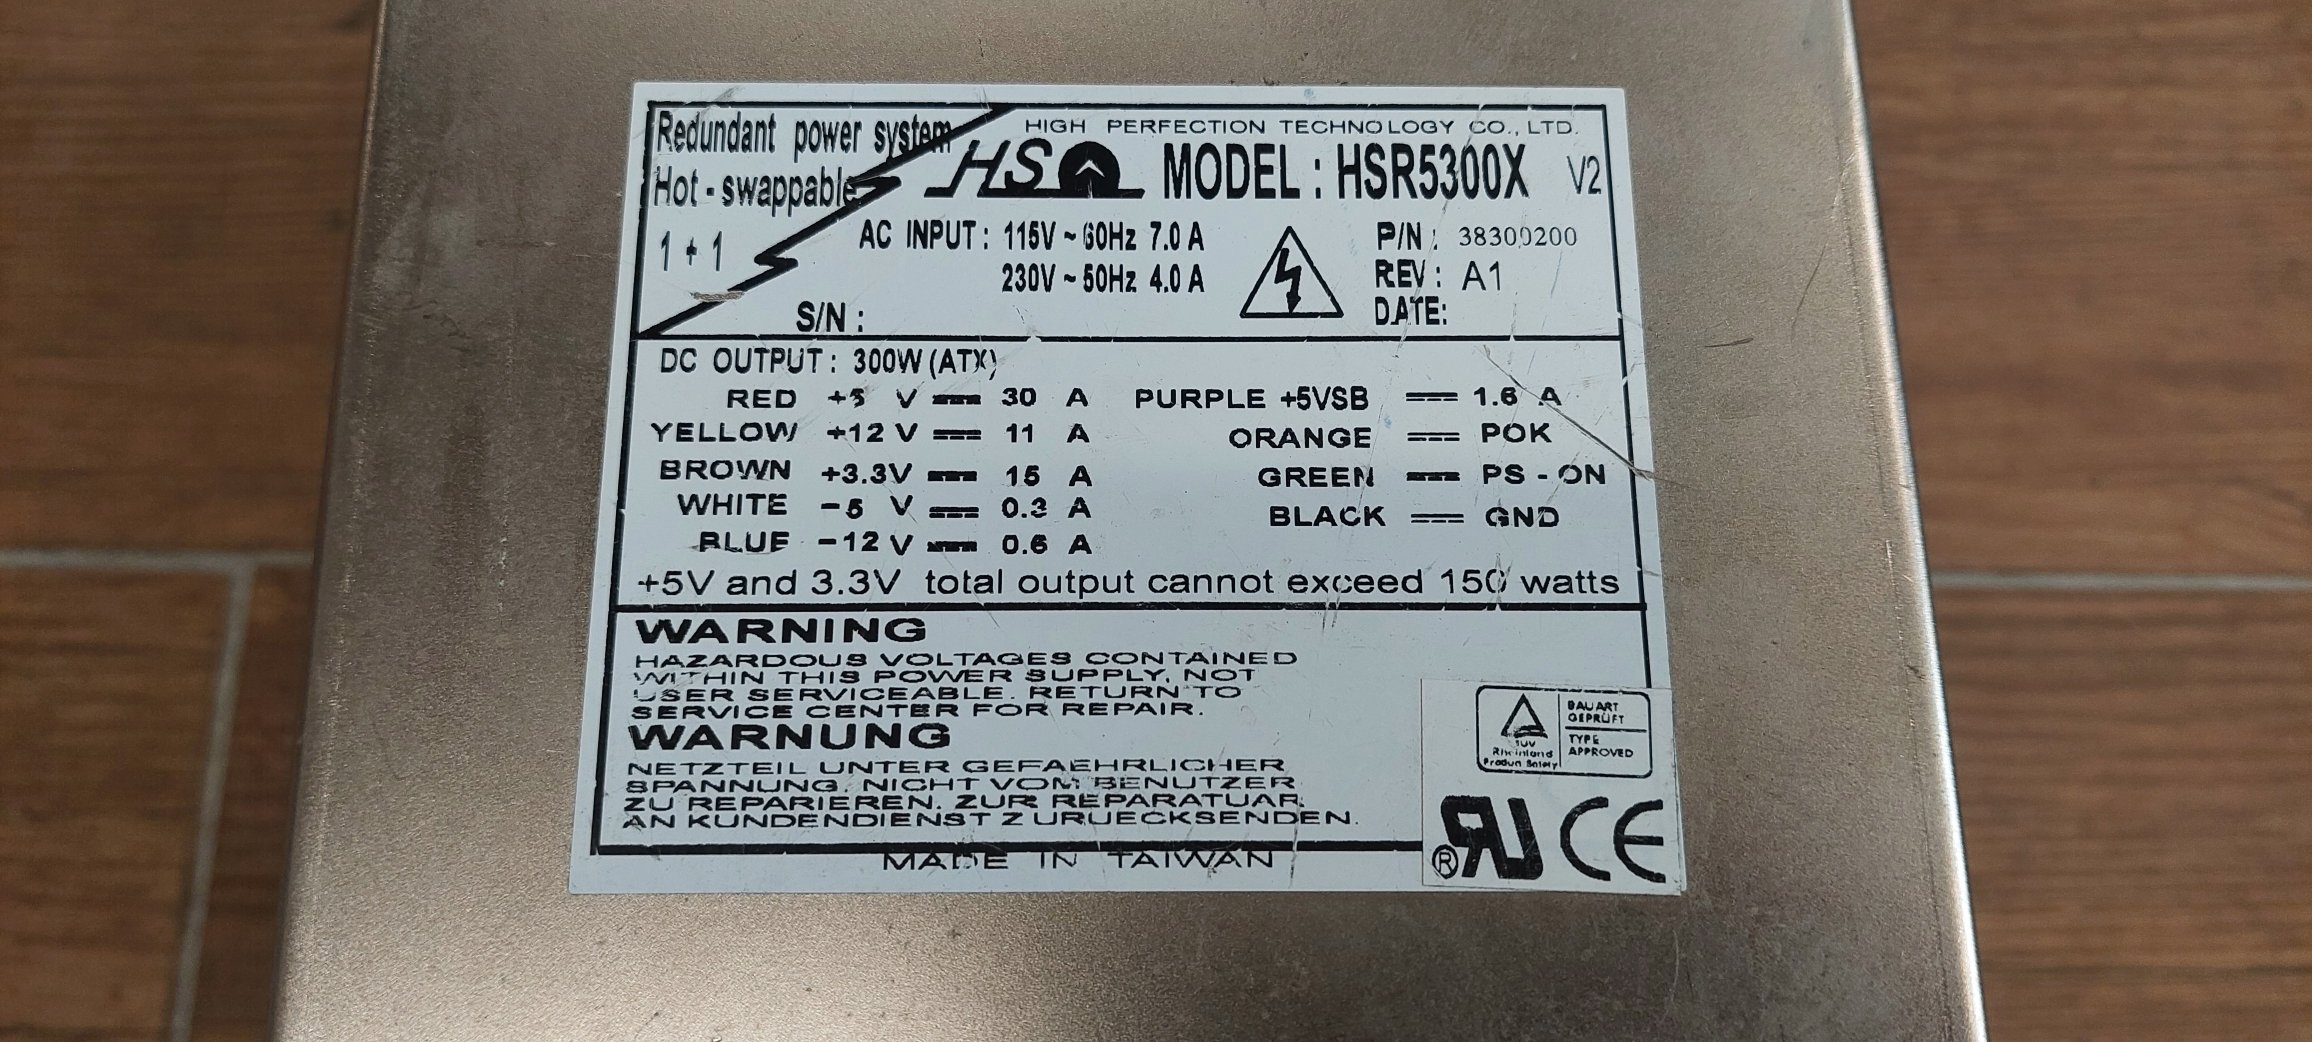 Redundant power system
Hot-swappable
1+1
HIGH PERFECTION TECHNOLOGY CO., LTD.
HS MODEL : HSR5300X V2
AC INPUT : 115V ~ 60Hz 7.0 A
230V ~ 50Hz 4.0 A
P/N : 38300200
REV : A1
DATE:
S/N :
DC OUTPUT : 300W (ATX)
RED +5 V 30 A PURPLE +5VSB 1.6 A
YELLOW +12 V 11 A ORANGE POK
BROWN +3.3V 15 A GREEN PS - ON
WHITE -5 V 0.3 A BLACK GND
BLUE -12 V 0.6 A
+5V and 3.3V total output cannot exceed 150 watts
WARNING
HAZARDOUS VOLTAGES CONTAINED
WITHIN THIS POWER SUPPLY, NOT
USER SERVICEABLE. RETURN TO
SERVICE CENTER FOR REPAIR.
WARNUNG
NETZTEIL UNTER GEFAEHRLICHER
SPANNUNG. NICHT VOM BENUTZER
ZU REPARIEREN. ZUR REPARATUAR
AN KUNDENDIENST ZURUECKSENDEN.
MADE IN TAIWAN
TÜV
Rheinland
Product Safety
BAUART
GEPRÜFT
TYPE
APPROVED
® RU CE